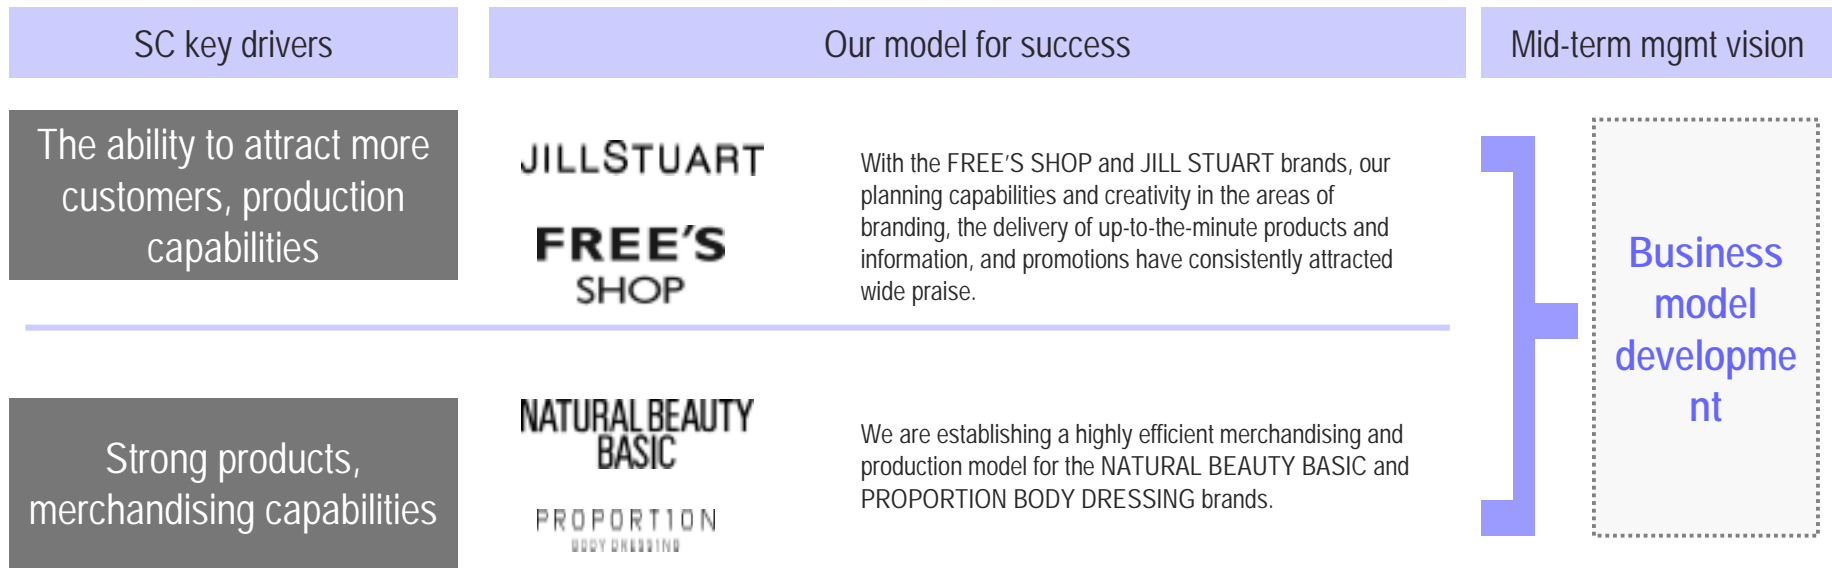 SC key drivers
Our model for success
Mid-term mgmt vision
The ability to attract more
customers, production
capabilities
JILLSTUART
FREE'S
SHOP
With the FREE'S SHOP and JILL STUART brands, our
planning capabilities and creativity in the areas of
branding, the delivery of up-to-the-minute products and
information, and promotions have consistently attracted
wide praise.
Strong products,
merchandising capabilities
NATURAL BEAUTY
BASIC
PROPORTION
BODY DRESSING
We are establishing a highly efficient merchandising and
production model for the NATURAL BEAUTY BASIC and
PROPORTION BODY DRESSING brands.
Business
model
developme
nt